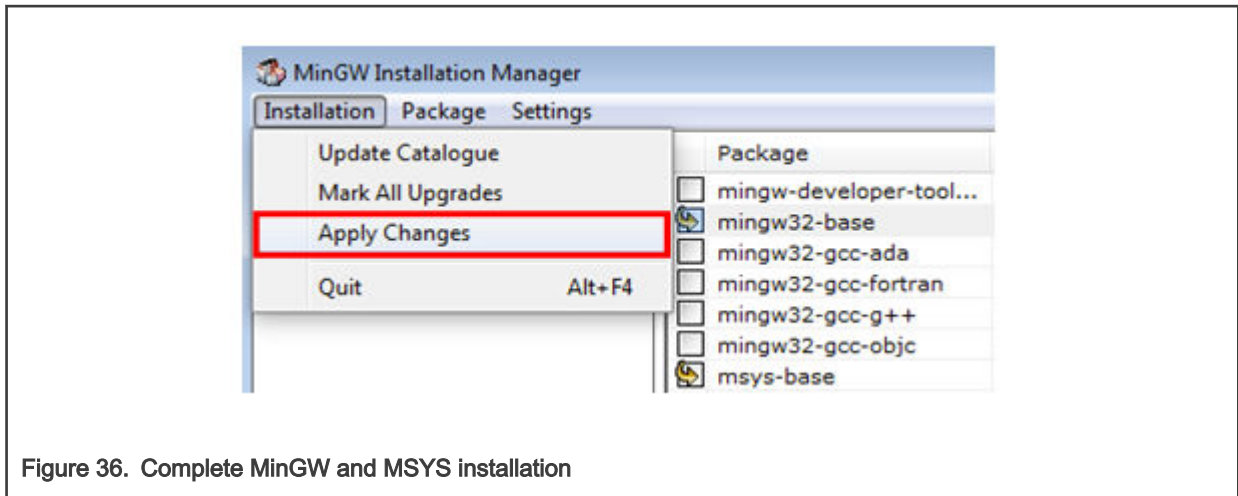 MinGW Installation Manager
Installation Package Settings
Update Catalogue
Mark All Upgrades
Apply Changes
Quit Alt+F4
Package
mingw-developer-tool...
mingw32-base
mingw32-gcc-ada
mingw32-gcc-fortran
mingw32-gcc-g++
mingw32-gcc-objc
msys-base
Figure 36. Complete MinGW and MSYS installation